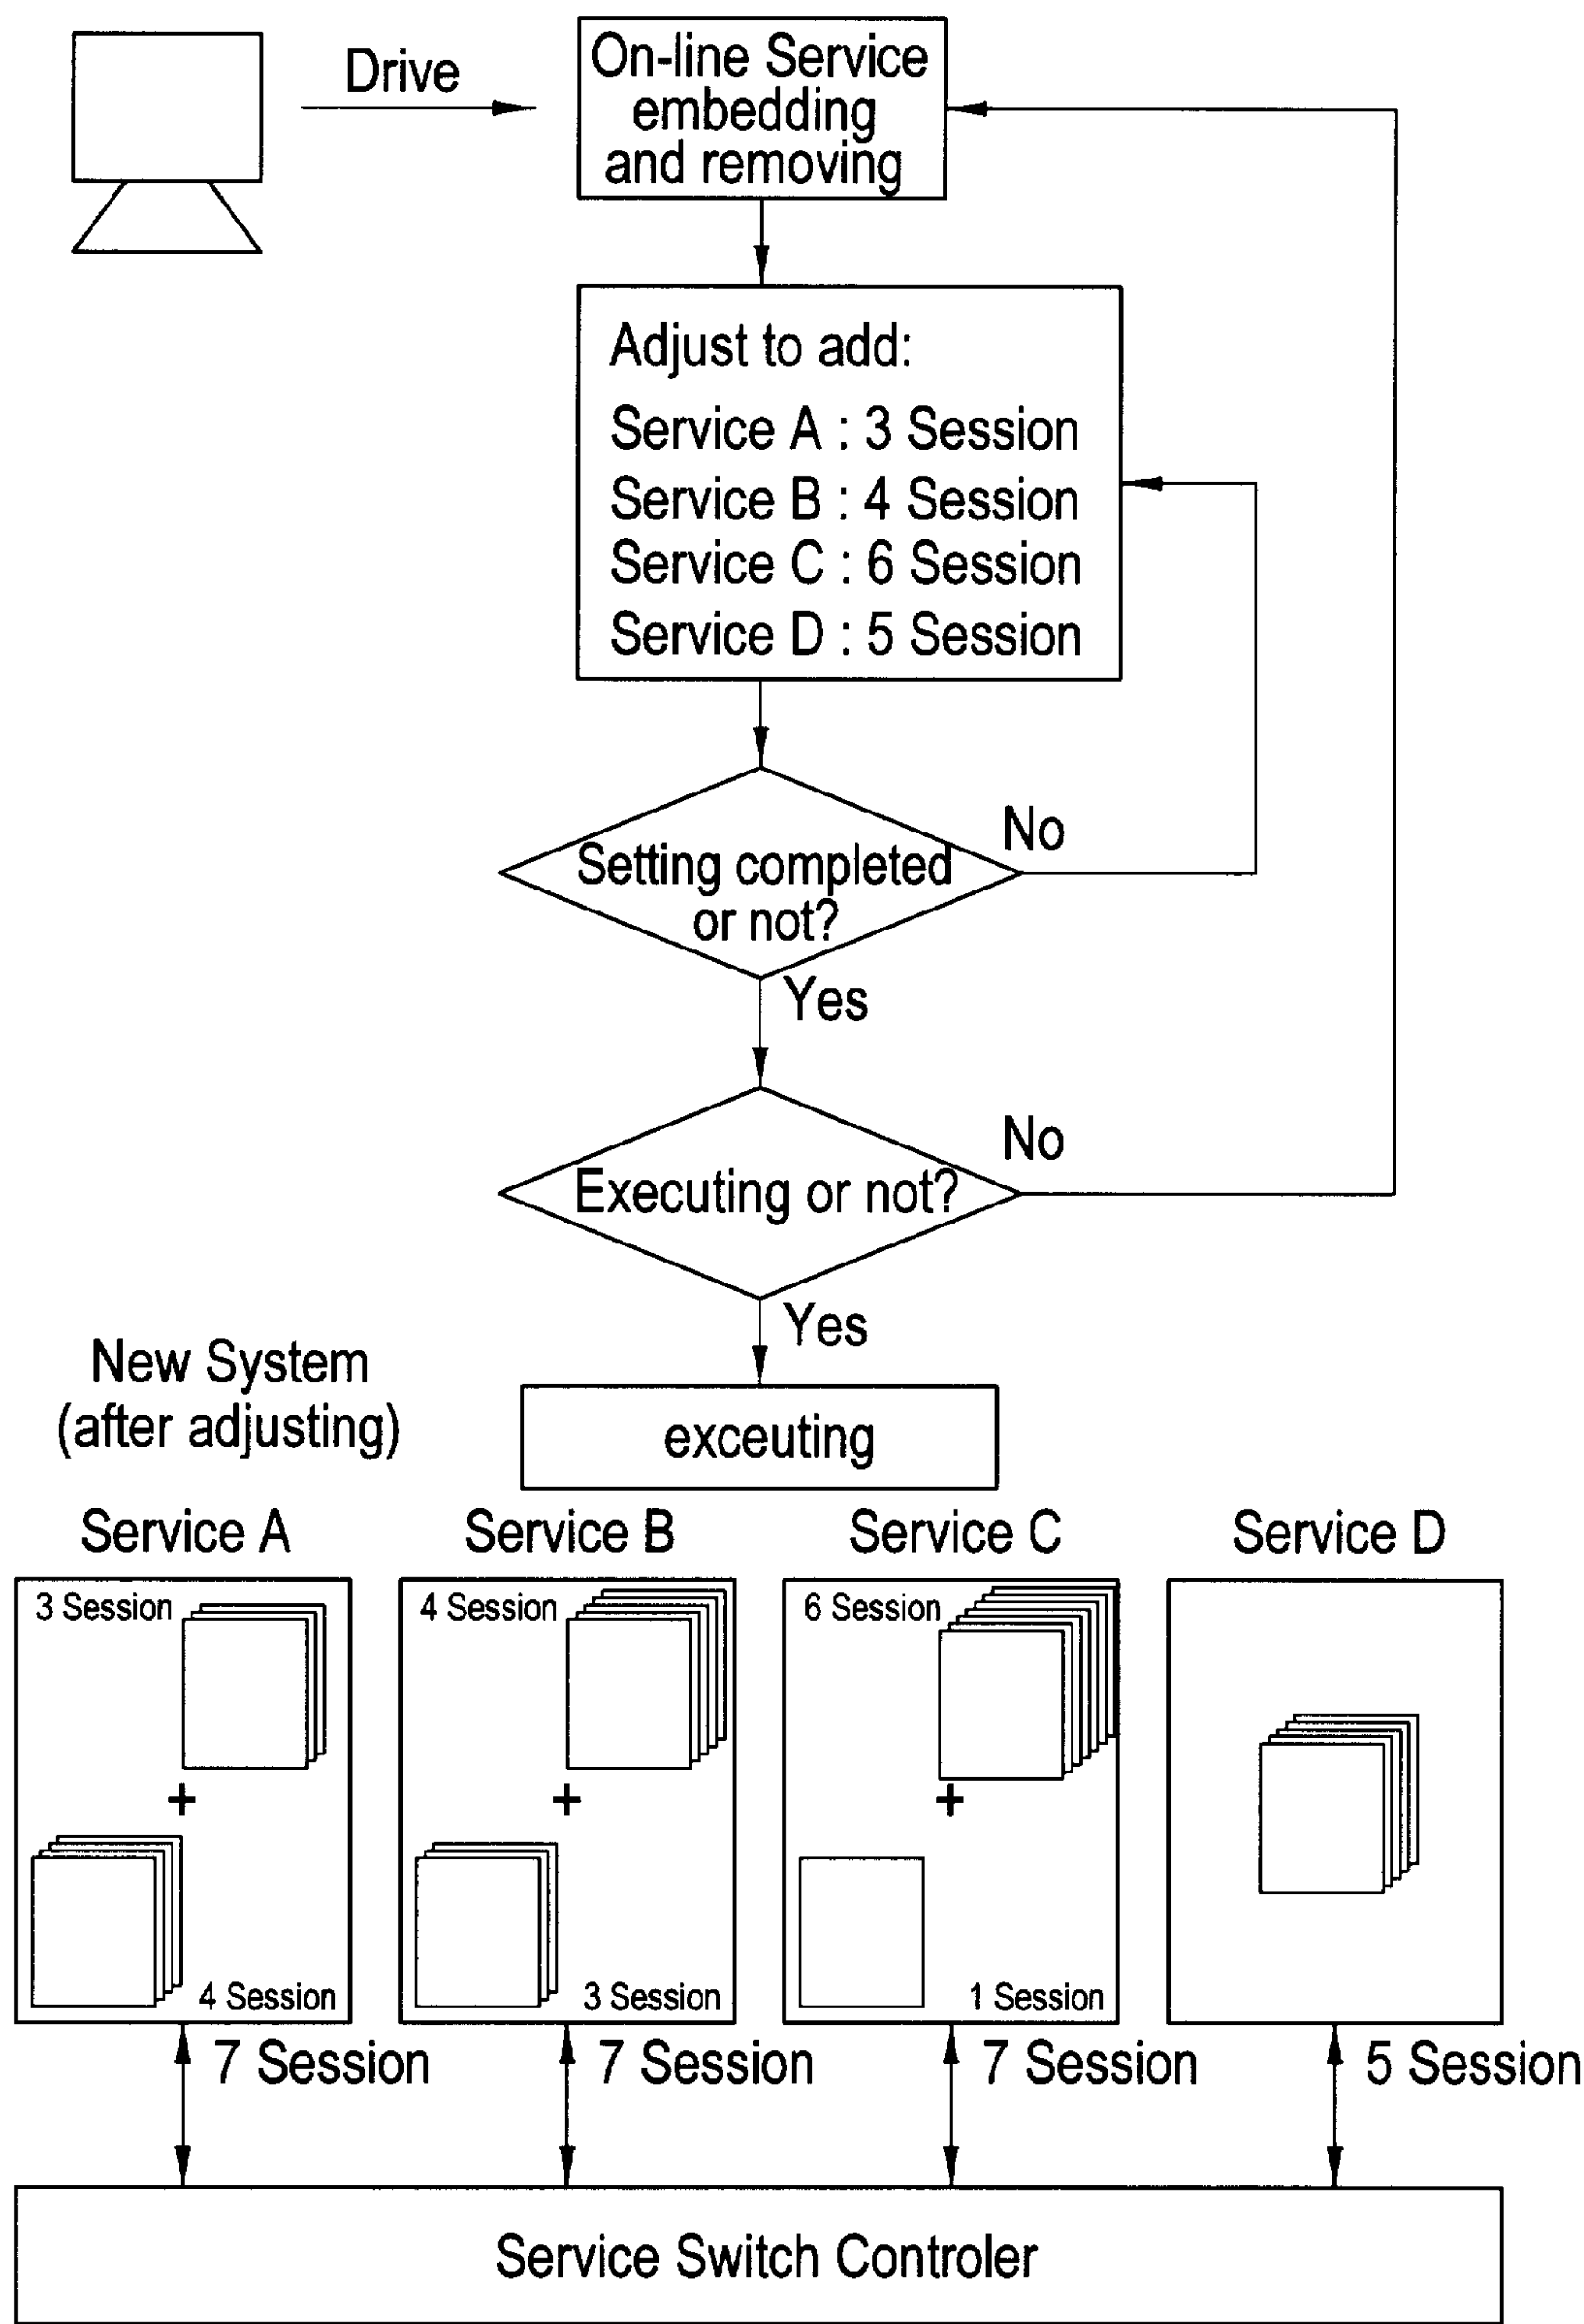 Drive
On-line Service
embedding
and removing
Adjust to add:
Service A : 3 Session
Service B : 4 Session
Service C : 6 Session
Service D : 5 Session
No
Setting completed
or not?
Yes
No
Executing or not?
Yes
New System
(after adjusting)
exceuting
Service A
Service B
Service C
Service D
3 Session
+
4 Session
4 Session
+
3 Session
6 Session
+
1 Session
7 Session
7 Session
7 Session
5 Session
Service Switch Controler